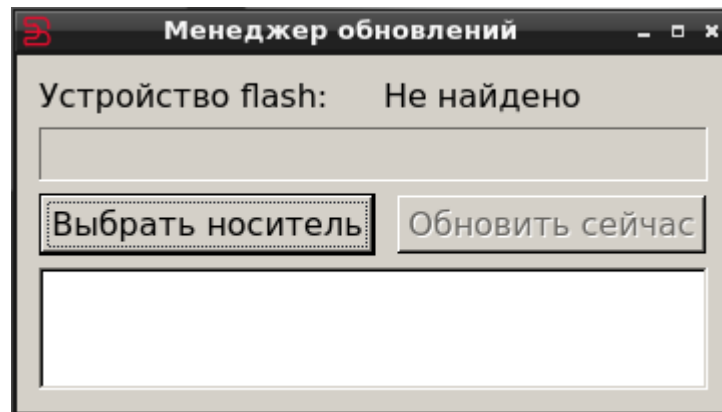 Менеджер обновлений
Устройство flash: Не найдено
Выбрать носитель Обновить сейчас